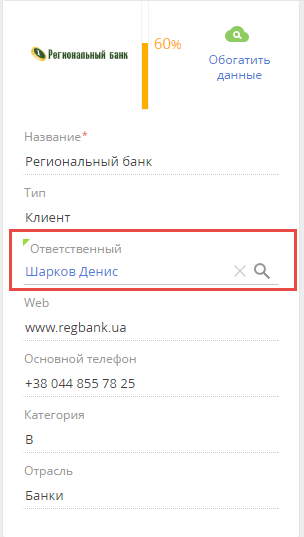 Региональный банк
60%
Обогатить
данные
Название*
Региональный банк
Тип
Клиент
Ответственный
Шарков Денис
Web
www.regbank.ua
Основной телефон
+38 044 855 78 25
Категория
B
Отрасль
Банки